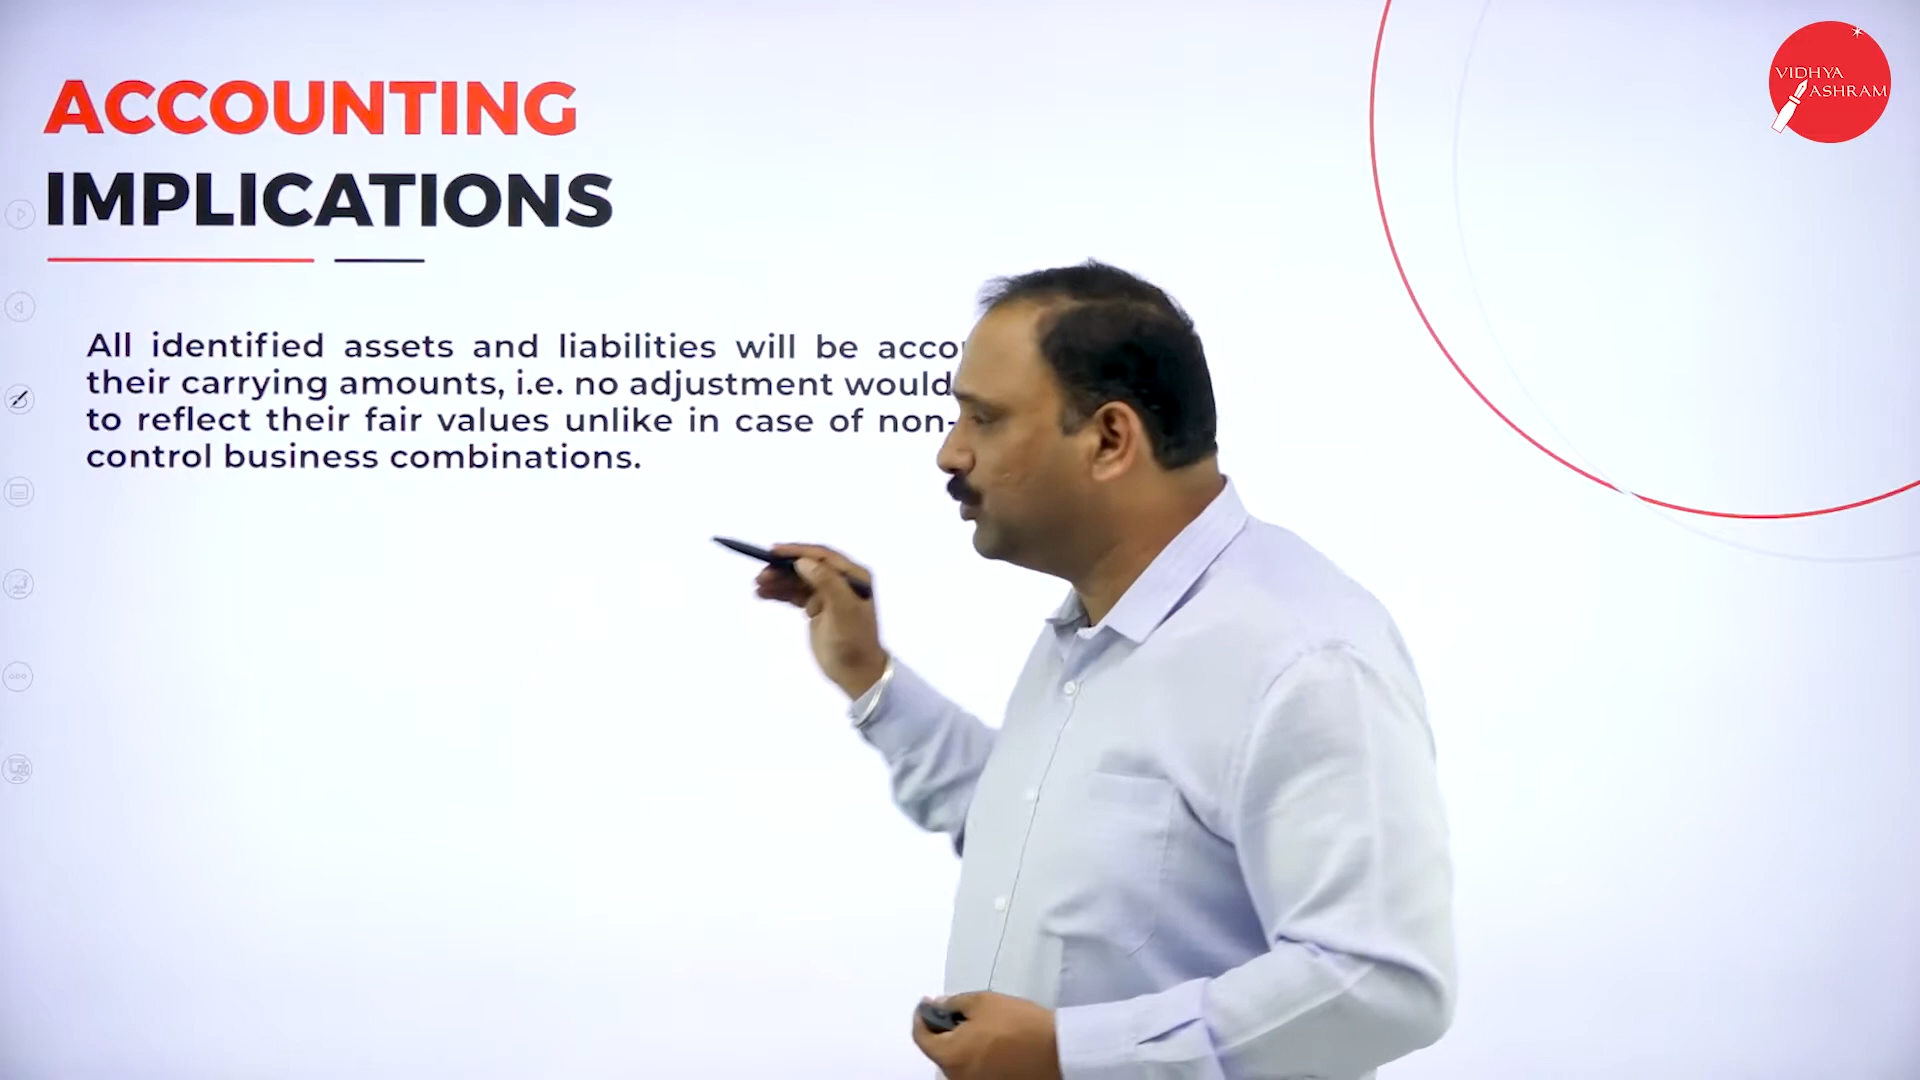 ACCOUNTING
IMPLICATIONS
All identified assets and liabilities will be
their carrying amounts, i.e. no adjustment would
to reflect their fair values unlike in case of non-
control business combinations.
VIDHYA
ASHRAM